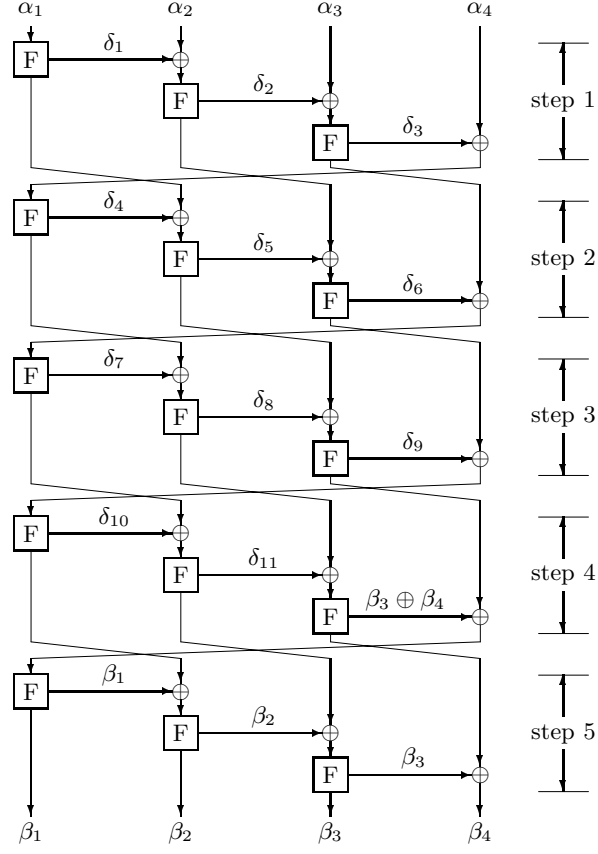 α₁ α₂ α₃ α₄
F δ₁
F δ₂
F δ₃
step 1
F δ₄
F δ₅
F δ₆
step 2
F δ₇
F δ₈
F δ₉
step 3
F δ₁₀
F δ₁₁
F β₃ ⊕ β₄
step 4
F β₁
F β₂
F β₃
step 5
β₁ β₂ β₃ β₄